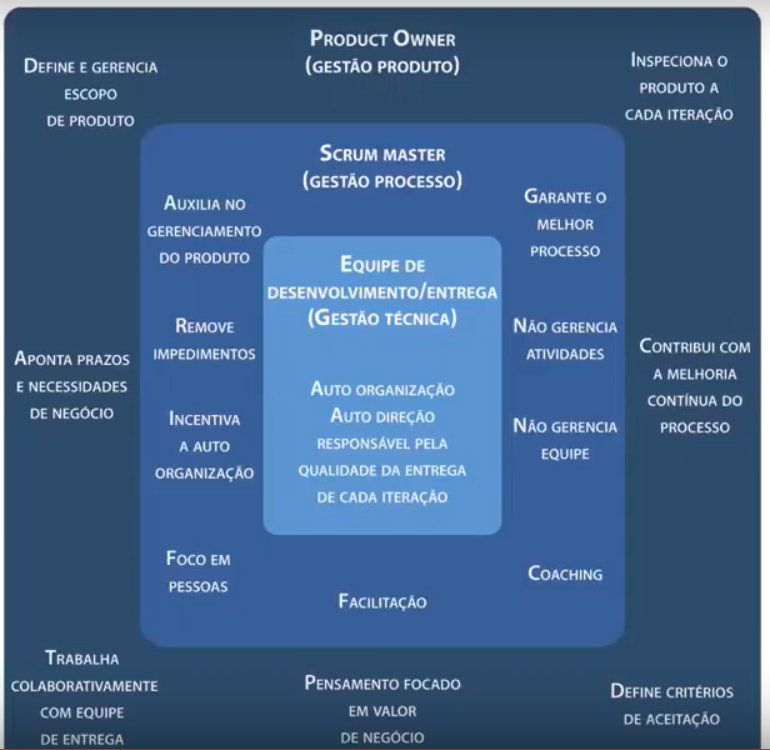 Product Owner
(gestão produto)
Define e gerencia
escopo
de produto
Inspeciona o
produto a
cada iteração
Scrum master
(gestão processo)
Auxilia no
gerenciamento
do produto
Garante o
melhor
processo
Equipe de
desenvolvimento/entrega
(Gestão técnica)
Remove
impedimentos
Não gerencia
atividades
Aponta prazos
e necessidades
de negócio
Contribui com
a melhoria
contínua do
processo
Auto organização
Auto direção
responsável pela
qualidade da entrega
de cada iteração
Incentiva
a auto
organização
Não gerencia
equipe
Foco em
pessoas
Facilitação
Coaching
Trabalha
colaborativamente
com equipe
de entrega
Pensamento focado
em valor
de negócio
Define critérios
de aceitação